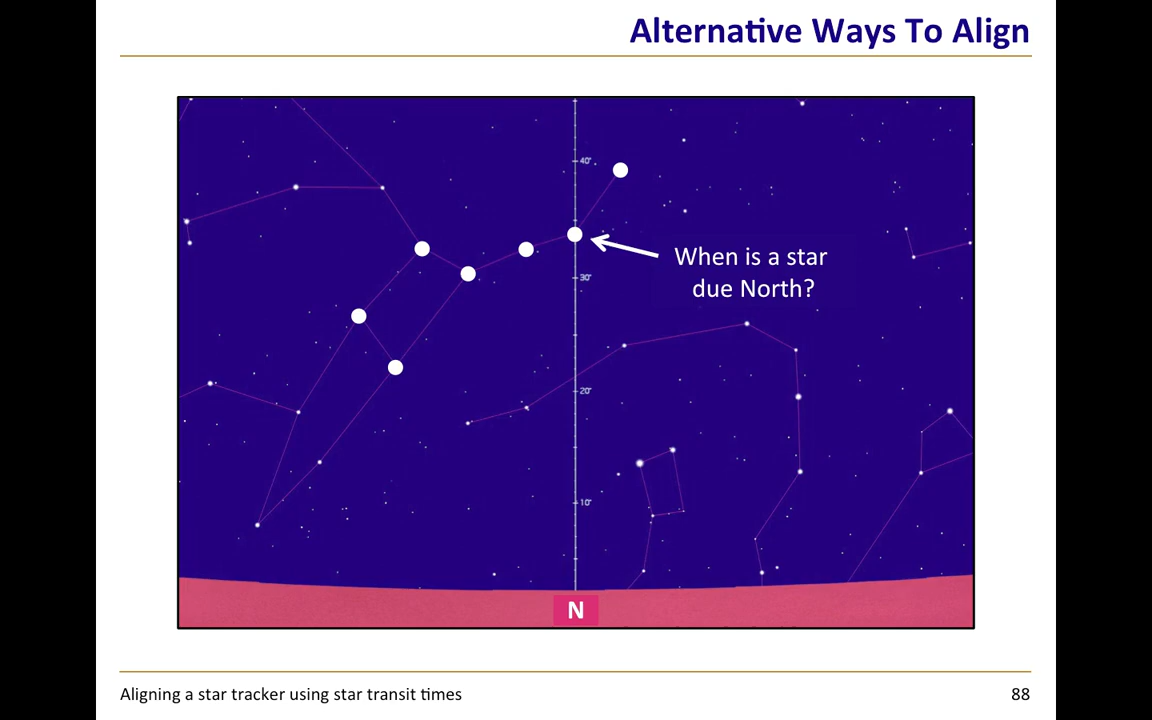 Alternative Ways To Align
40°
When is a star
due North?
30°
20°
10°
N
Aligning a star tracker using star transit times
88